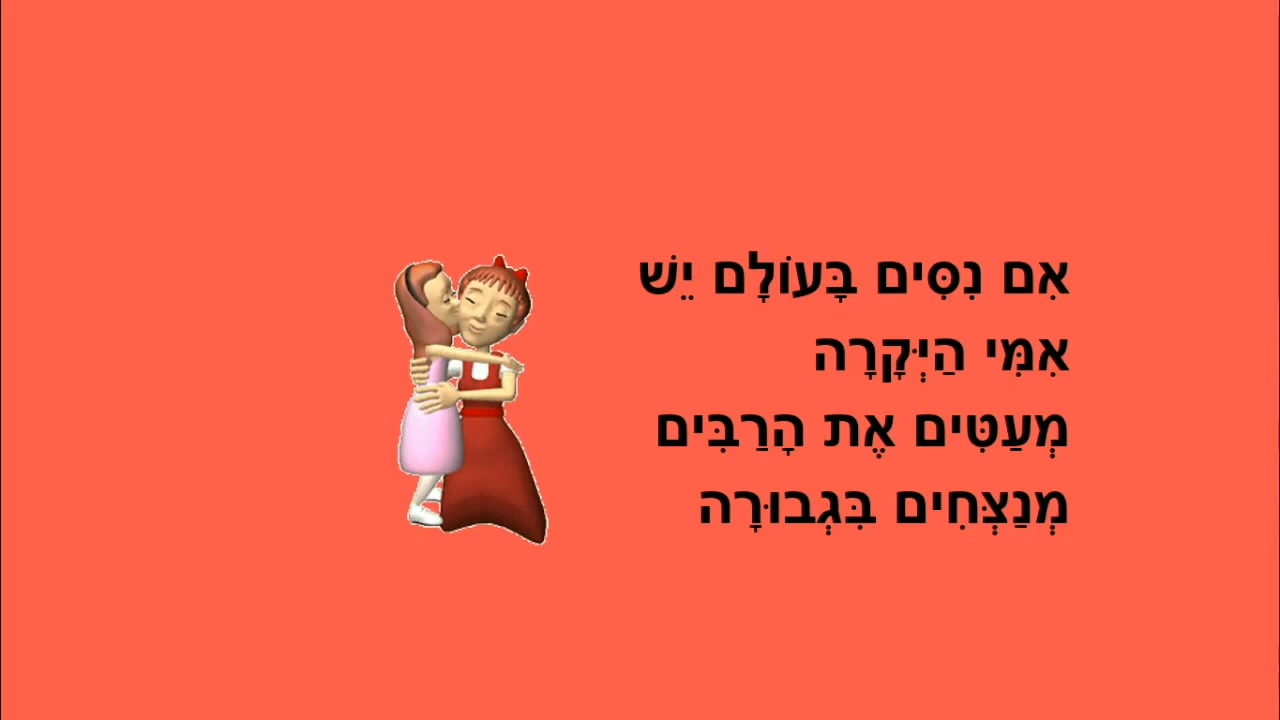 אִם נִסִּים בָּעוֹלָם יֵשׁ
אִמִּי הַיְּקָרָה
מְעַטִּים אֶת הָרַבִּים
מְנַצְּחִים בִּגְבוּרָה